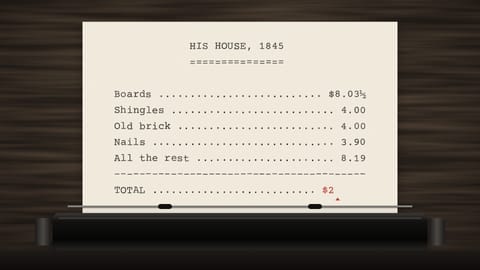 HIS HOUSE, 1845
===============
Boards ........................ $8.03½
Shingles ......................... 4.00
Old brick ........................ 4.00
Nails ............................ 3.90
All the rest ..................... 8.19
----------------------------------------
TOTAL ......................... $2